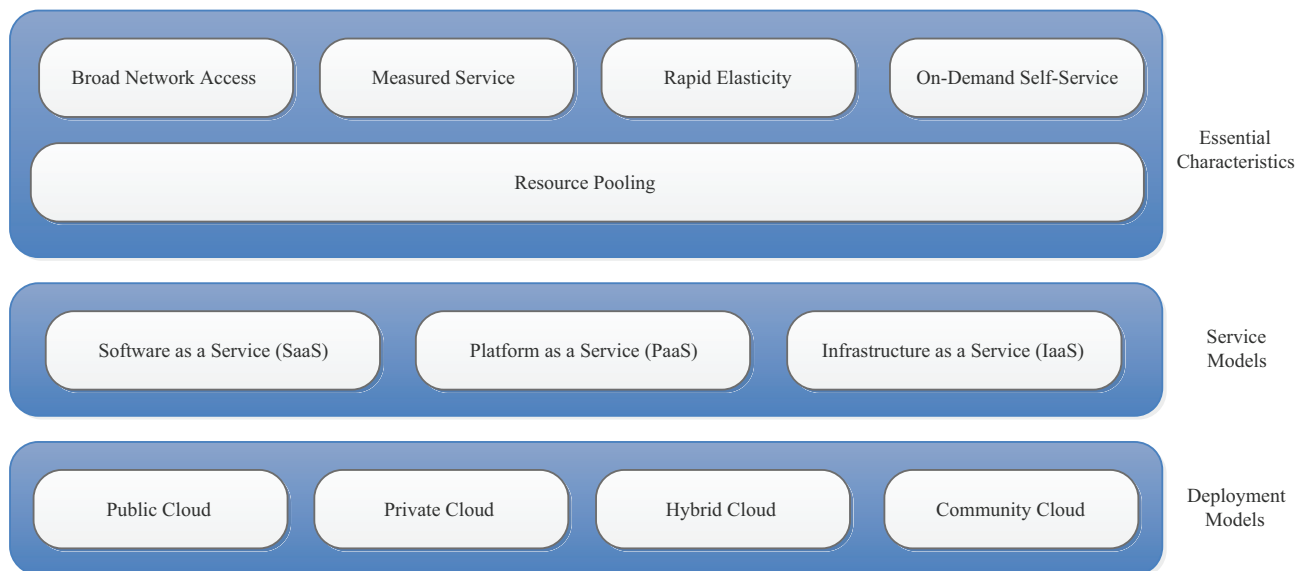 Broad Network Access
Measured Service
Rapid Elasticity
On-Demand Self-Service
Resource Pooling
Essential
Characteristics
Software as a Service (SaaS)
Platform as a Service (PaaS)
Infrastructure as a Service (IaaS)
Service
Models
Public Cloud
Private Cloud
Hybrid Cloud
Community Cloud
Deployment
Models